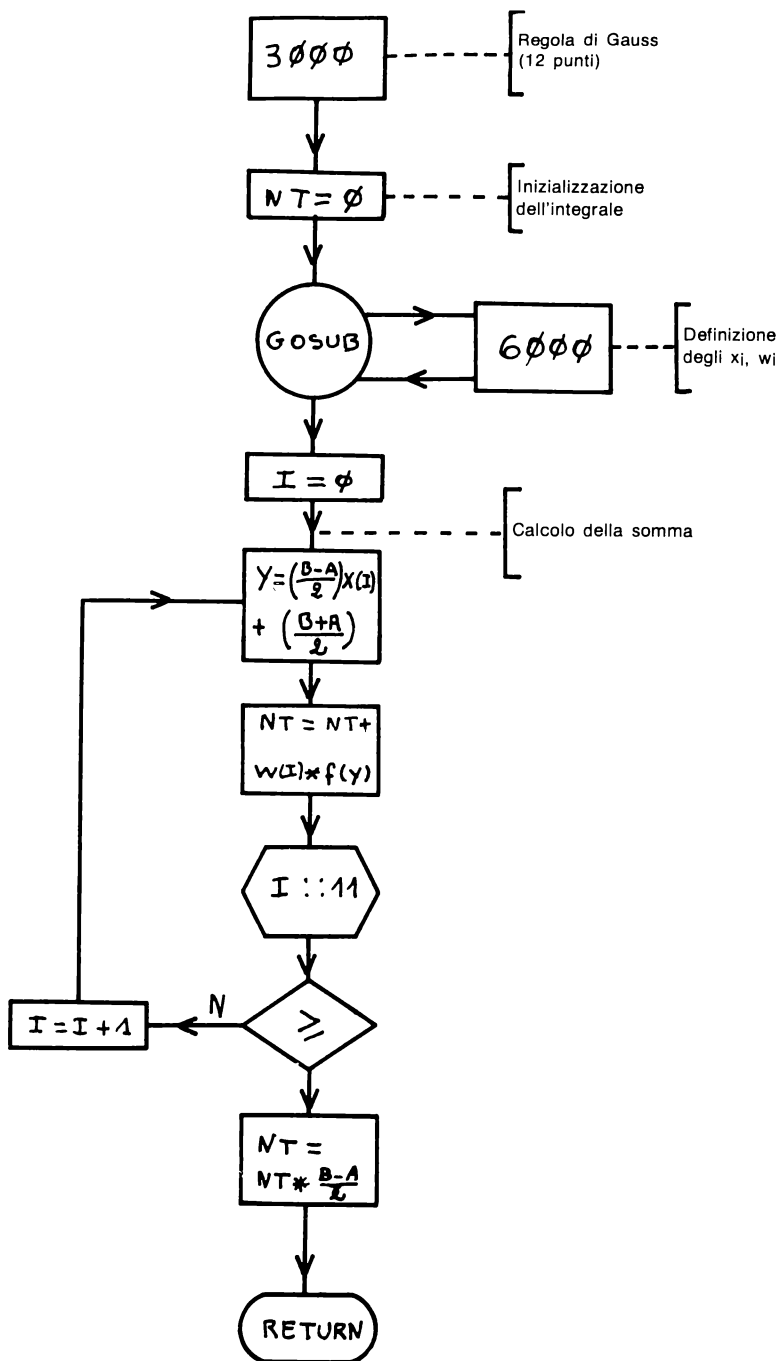 3ØØØ
Regola di Gauss
(12 punti)
NT = Ø
Inizializzazione
dell'integrale
GOSUB
6ØØØ
Definizione
degli xi, wi
I = Ø
Calcolo della somma
Y = (B-A/2) X(I)
+ (B+A/2)
NT = NT +
W(I) * f(y)
I :: 11
N
≥
I = I + 1
NT =
NT * B-A/2
RETURN